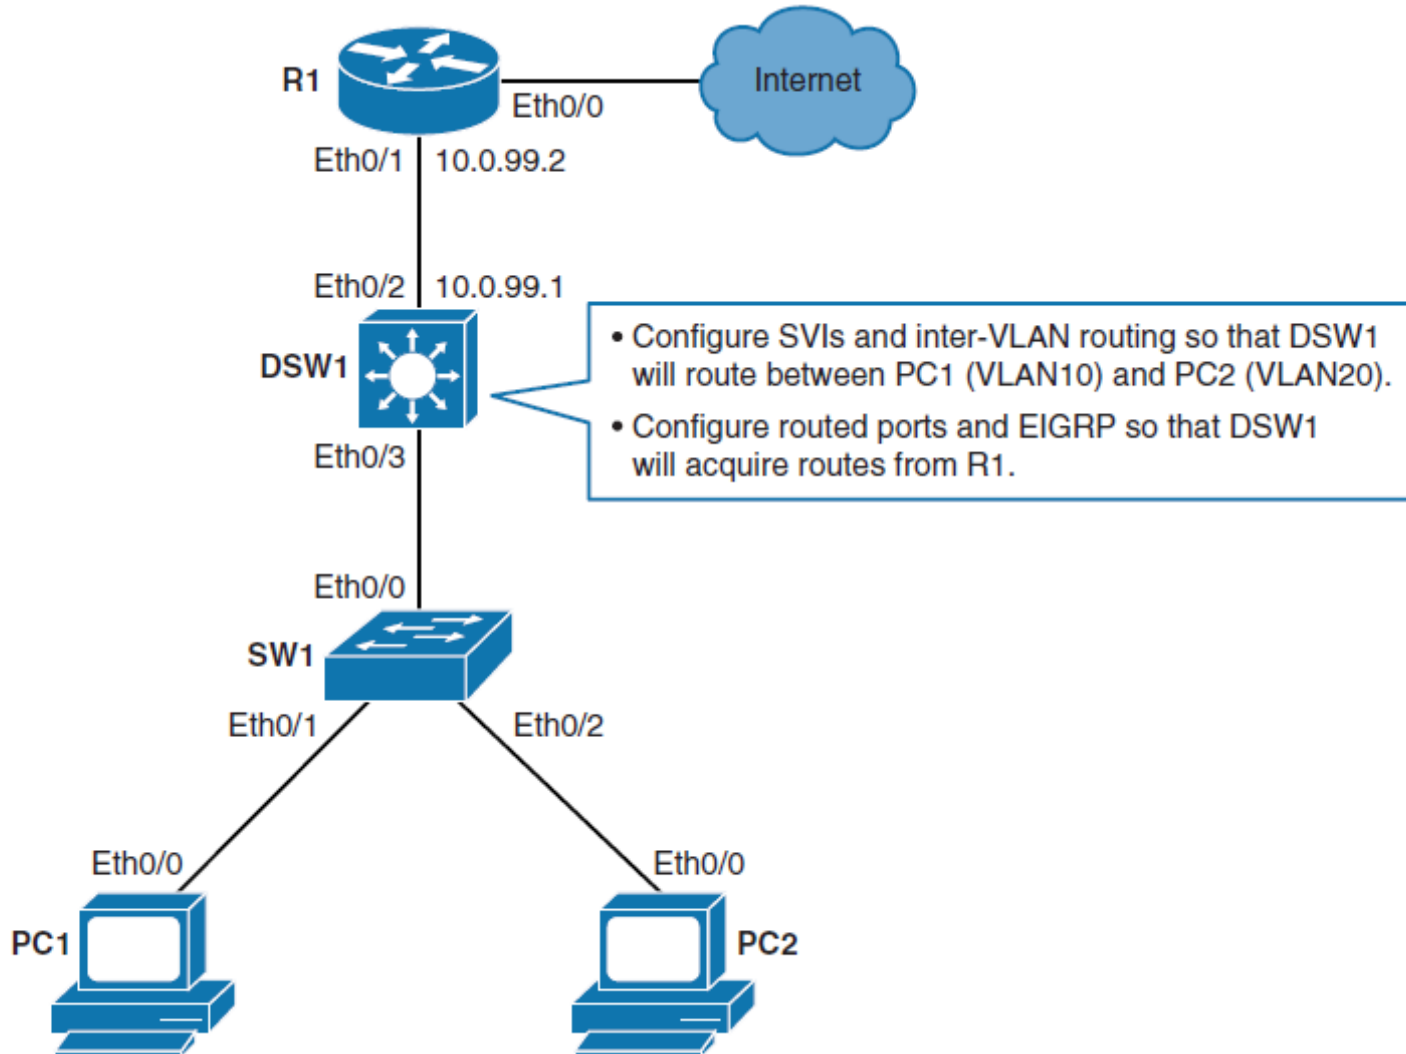 R1
Internet
Eth0/0
Eth0/1 10.0.99.2
Eth0/2 10.0.99.1
DSW1
• Configure SVIs and inter-VLAN routing so that DSW1
will route between PC1 (VLAN10) and PC2 (VLAN20).
• Configure routed ports and EIGRP so that DSW1
will acquire routes from R1.
Eth0/3
Eth0/0
SW1
Eth0/1
Eth0/2
Eth0/0
Eth0/0
PC1
PC2